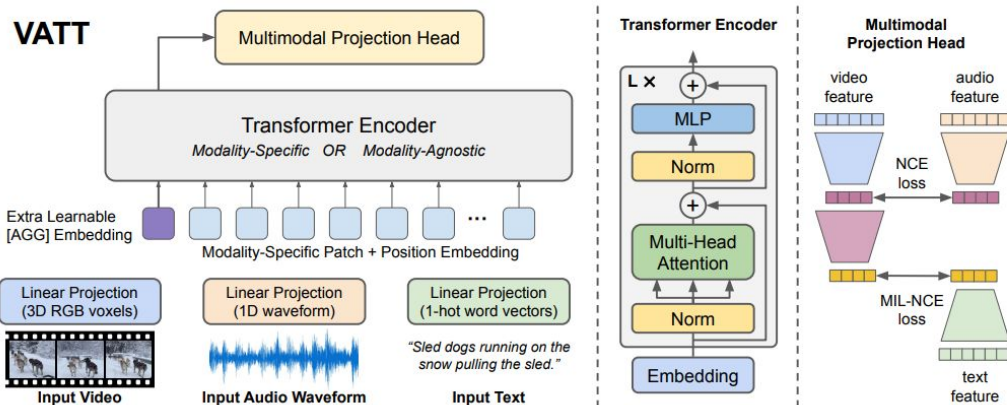 VATT
Multimodal Projection Head
Transformer Encoder
Modality-Specific OR Modality-Agnostic
Extra Learnable
[AGG] Embedding
...
Modality-Specific Patch + Position Embedding
Linear Projection
(3D RGB voxels)
Linear Projection
(1D waveform)
Linear Projection
(1-hot word vectors)
“Sled dogs running on the
snow pulling the sled.”
Input Video
Input Audio Waveform
Input Text
Transformer Encoder
L ×
+
MLP
Norm
+
Multi-Head
Attention
Norm
Embedding
Multimodal
Projection Head
video
feature
audio
feature
NCE
loss
MIL-NCE
loss
text
feature